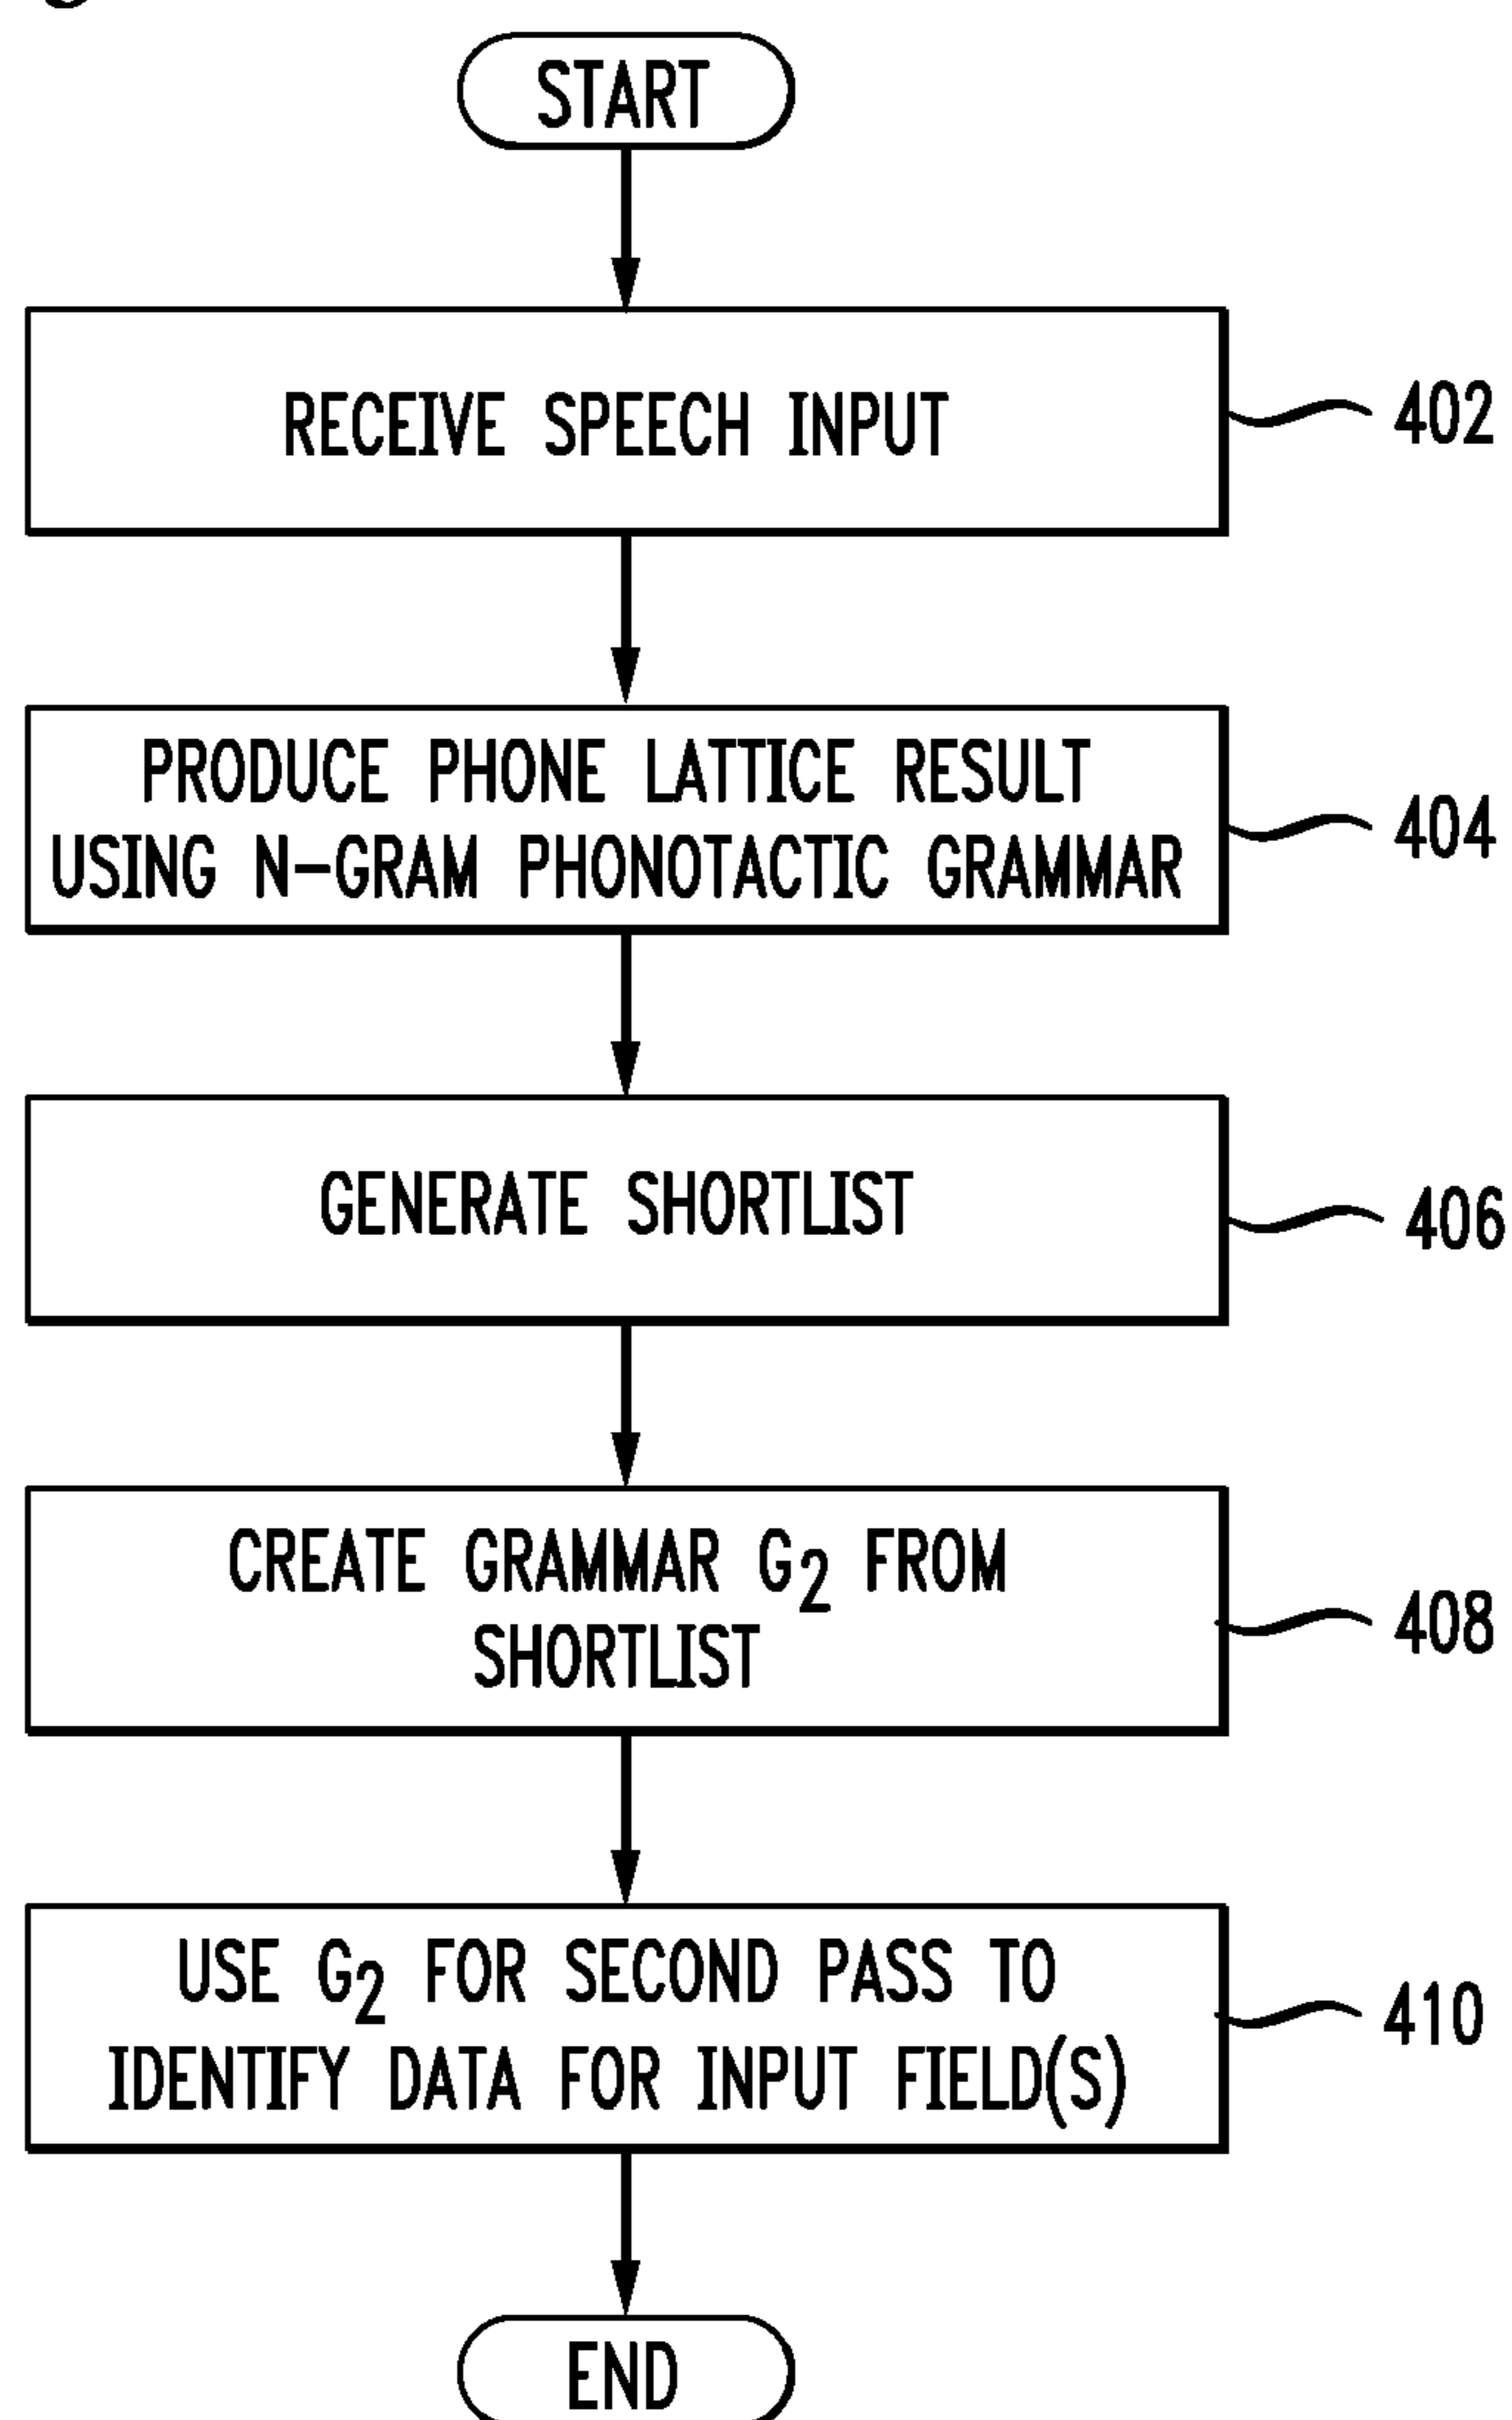 START
RECEIVE SPEECH INPUT
402
PRODUCE PHONE LATTICE RESULT
USING N-GRAM PHONOTACTIC GRAMMAR
404
GENERATE SHORTLIST
406
CREATE GRAMMAR G2 FROM
SHORTLIST
408
USE G2 FOR SECOND PASS TO
IDENTIFY DATA FOR INPUT FIELD(S)
410
END